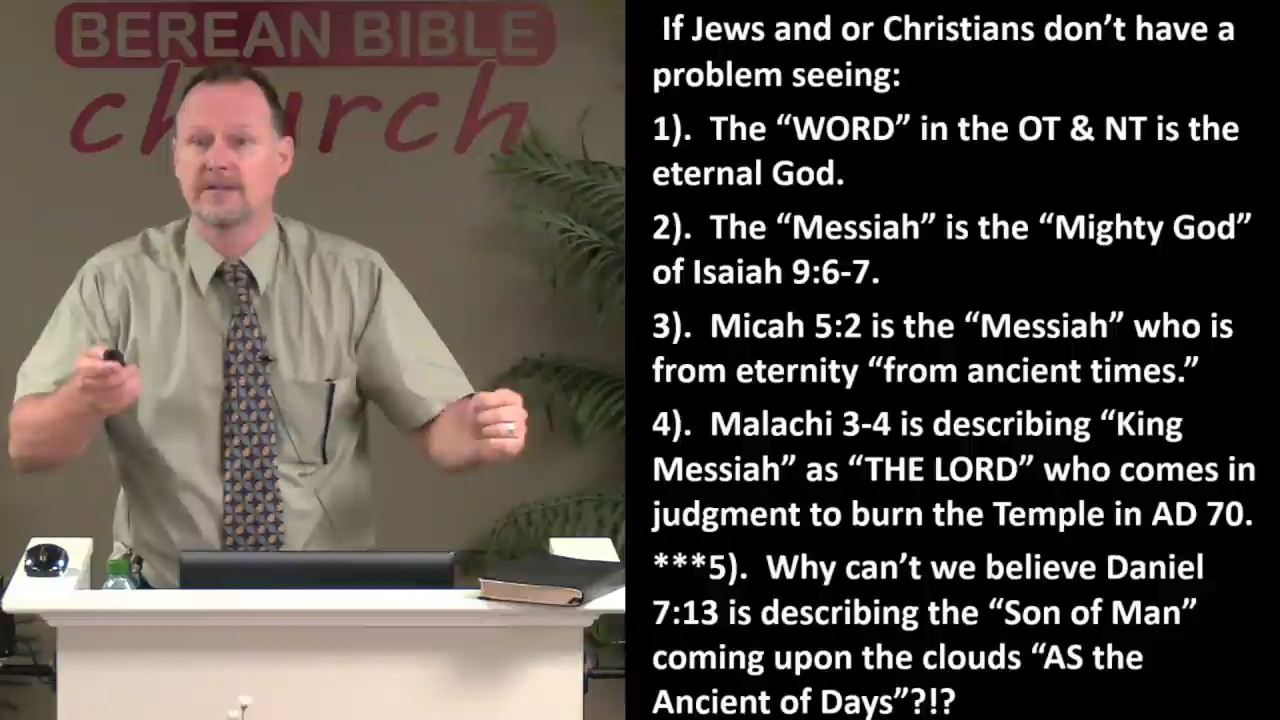 BEREAN BIBLE
church
If Jews and or Christians don’t have a
problem seeing:
1). The “WORD” in the OT & NT is the
eternal God.
2). The “Messiah” is the “Mighty God”
of Isaiah 9:6-7.
3). Micah 5:2 is the “Messiah” who is
from eternity “from ancient times.”
4). Malachi 3-4 is describing “King
Messiah” as “THE LORD” who comes in
judgment to burn the Temple in AD 70.
***5). Why can’t we believe Daniel
7:13 is describing the “Son of Man”
coming upon the clouds “AS the
Ancient of Days”?!?